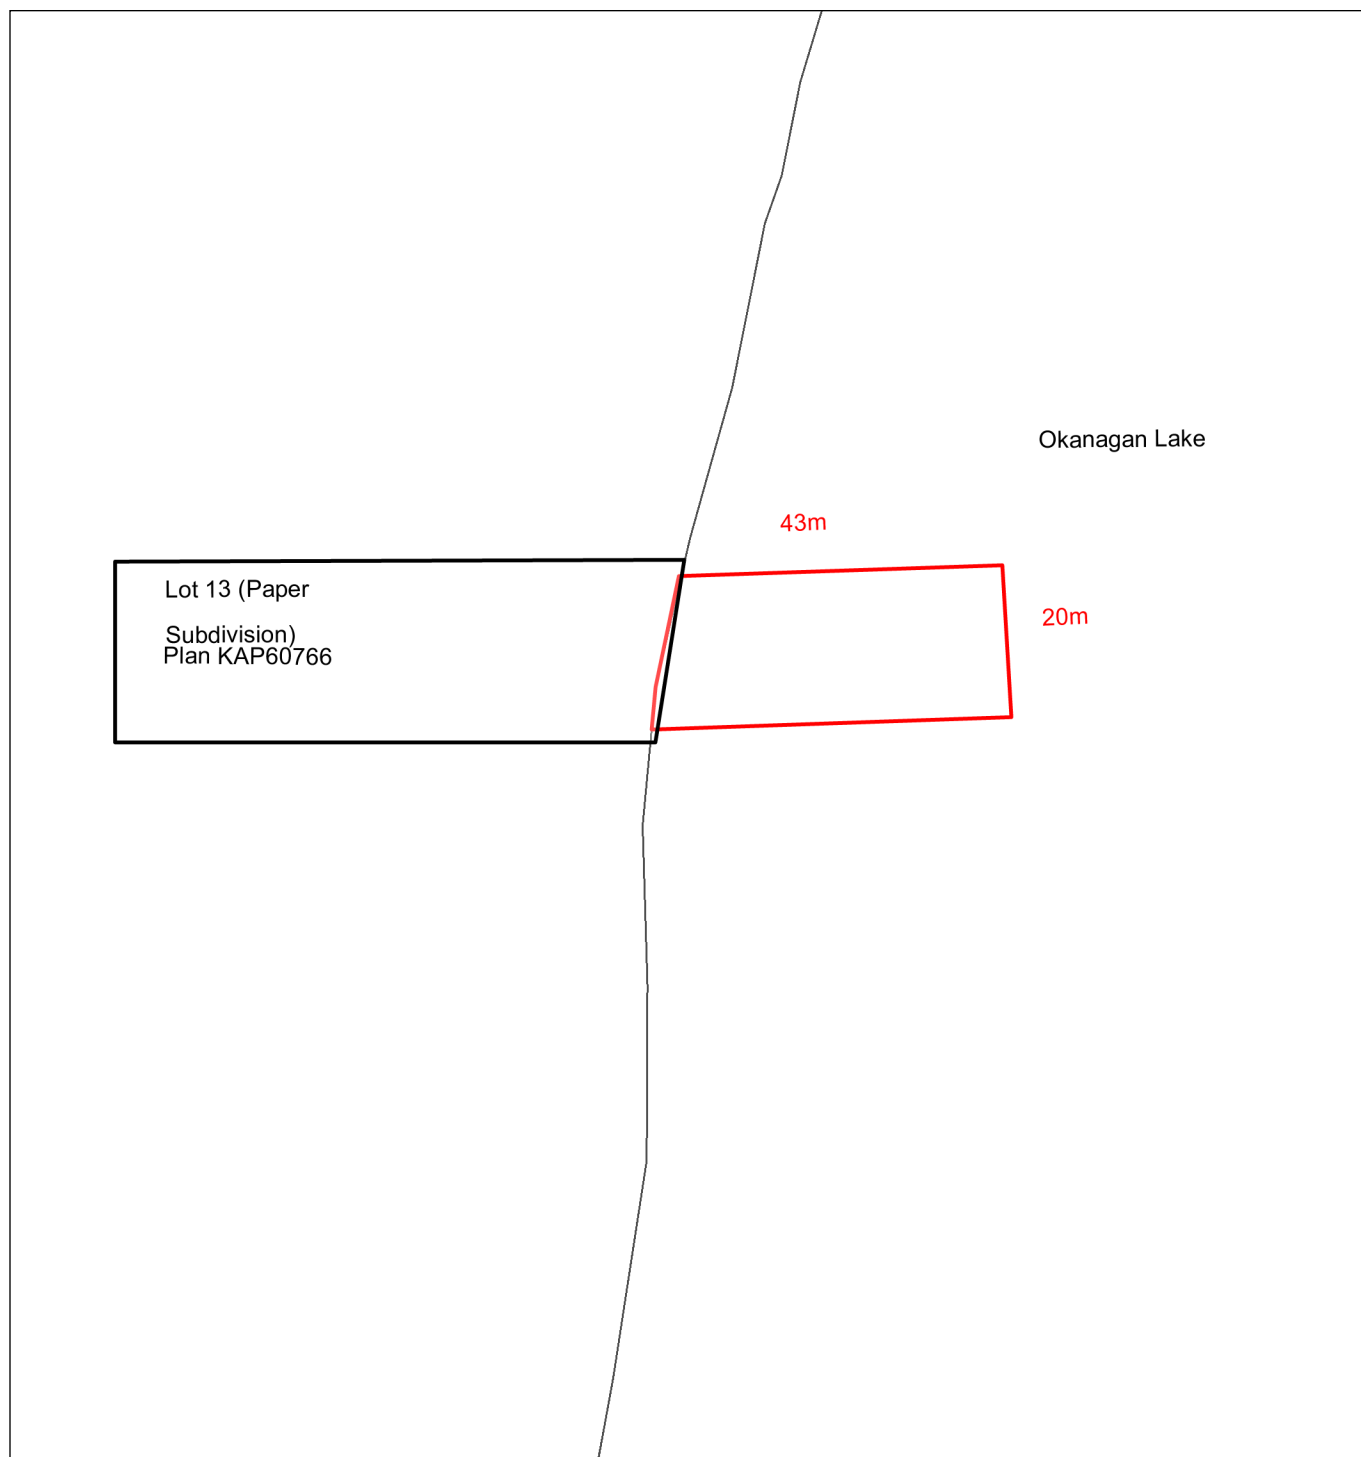 Okanagan Lake
43m
Lot 13 (Paper
20m
Subdivision)
Plan KAP60766